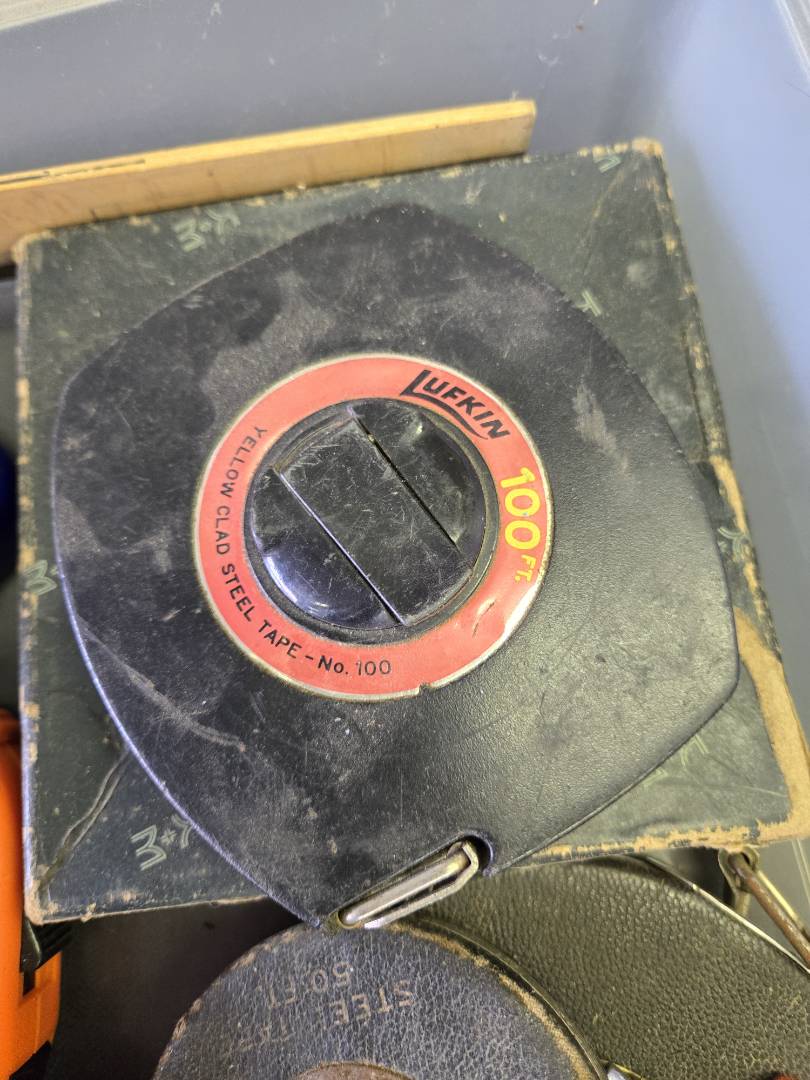 LUFKIN
100 FT.
YELLOW CLAD STEEL TAPE - No. 100
STEEL TAPE
50 FT